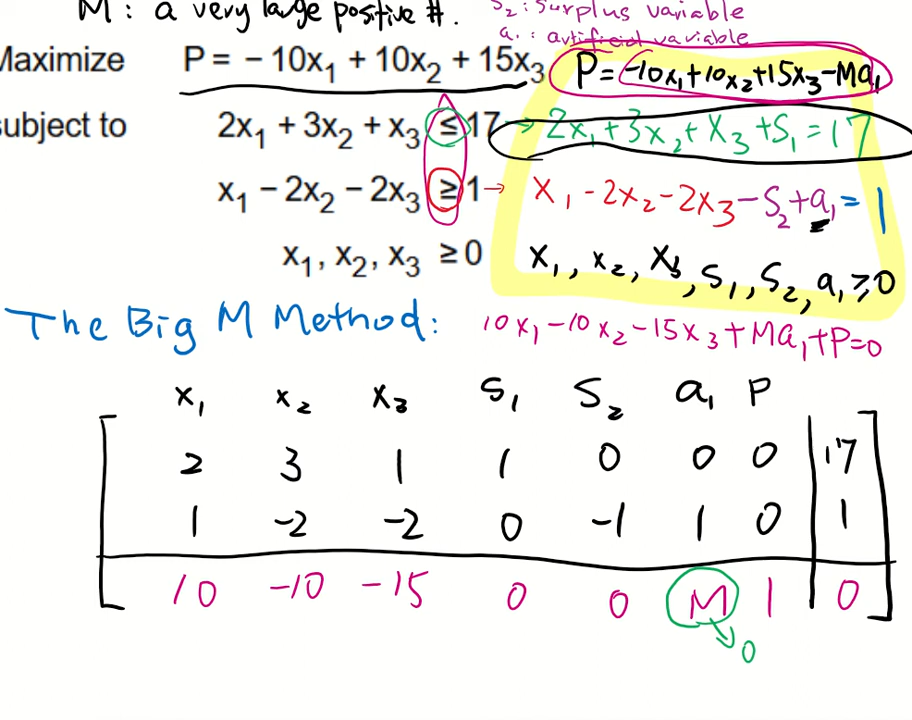 M : a very large positive #.
S₂ : surplus variable
a₁ : artificial variable
Maximize P = − 10x₁ + 10x₂ + 15x₃
P = -10x₁+10x₂+15x₃-Ma₁
subject to 2x₁ + 3x₂ + x₃ ≤ 17 → 2x₁+3x₂+x₃+S₁=17
x₁ − 2x₂ − 2x₃ ≥ 1 → x₁-2x₂-2x₃-S₂+a₁=1
x₁, x₂, x₃ ≥ 0 x₁, x₂, x₃, S₁, S₂, a₁≥0
The Big M Method: 10x₁-10x₂-15x₃+Ma₁+P=0
x₁ x₂ x₃ S₁ S₂ a₁ P
2 3 1 1 0 0 0 17
1 -2 -2 0 -1 1 0 1
10 -10 -15 0 0 M 1 0
0